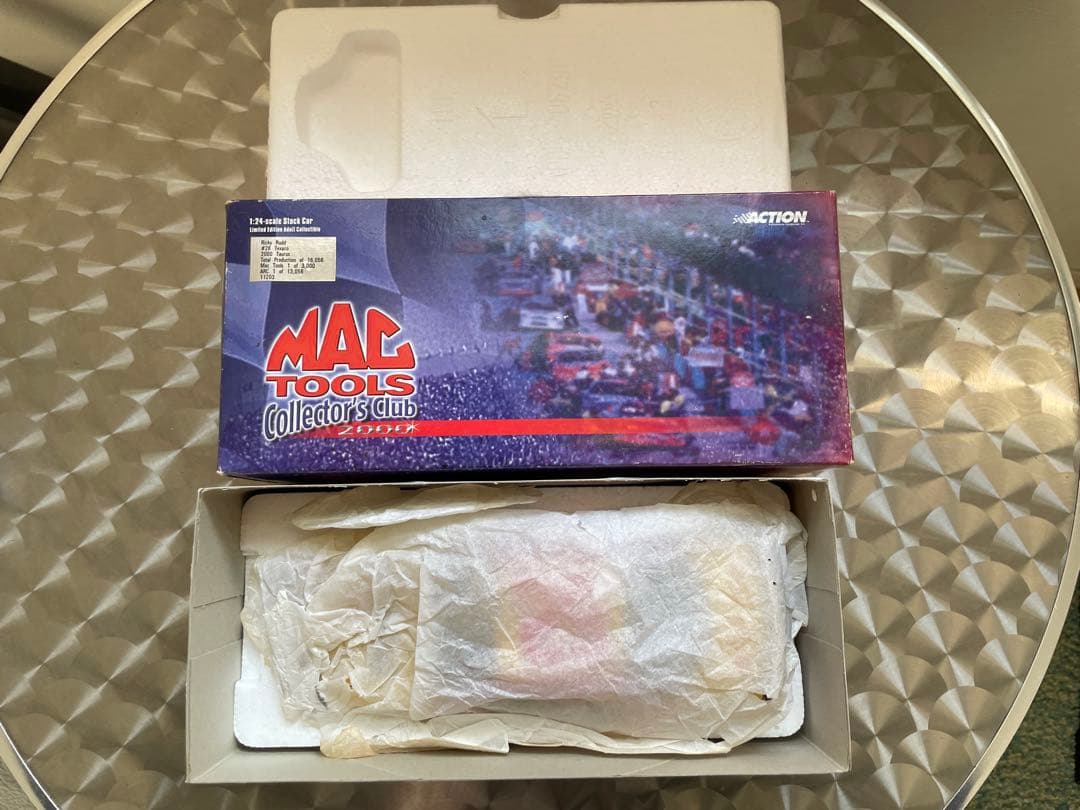 1:24-scale Stock Car
Limited Edition Adult Collectible
ACTION
Ricky Rudd
#28 Texaco
2000 Taurus
Total Production of 16,056
Mac Tools 1 of 3,000
ARC 1 of 13,056
11203
MAC
TOOLS
Collector's Club
2000